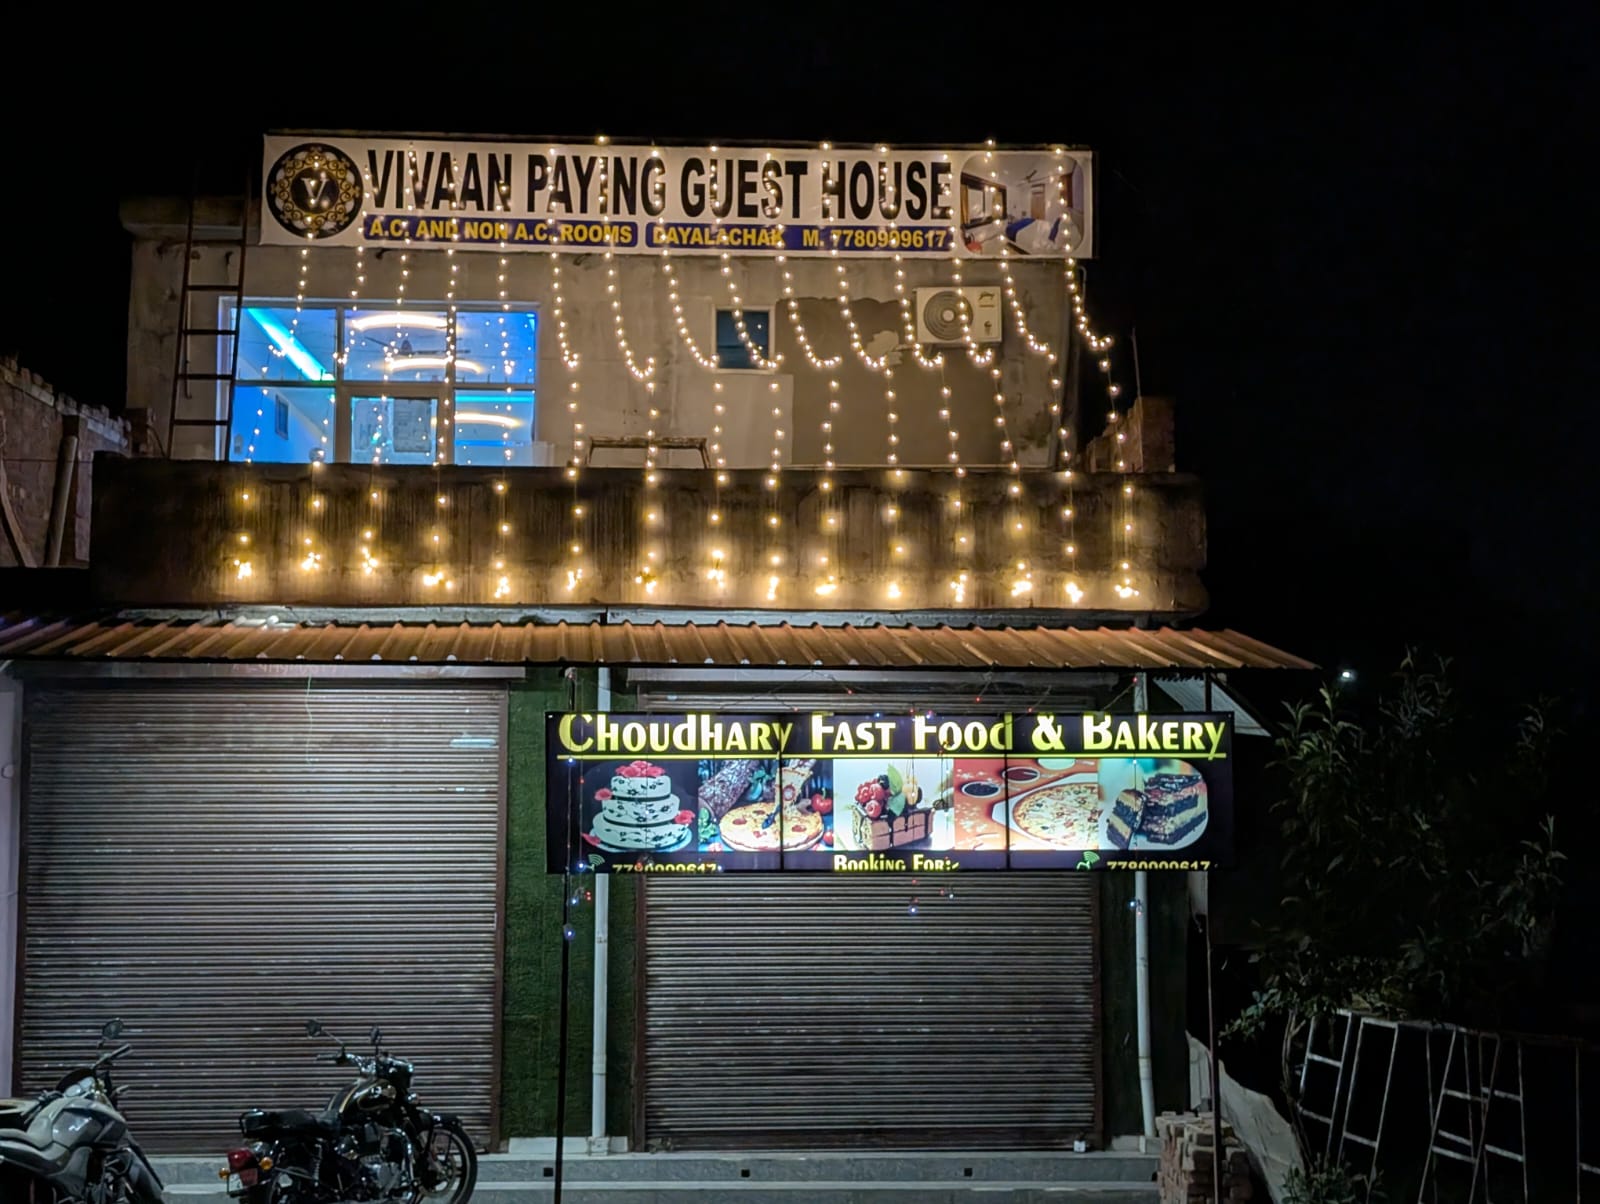 V VIVAAN PAYING GUEST HOUSE
A.C. AND NON A.C. ROOMS DAYALACHAK M. 7780909617
CHOUDHARY FAST FOOD & BAKERY
BOOKING FOR:-